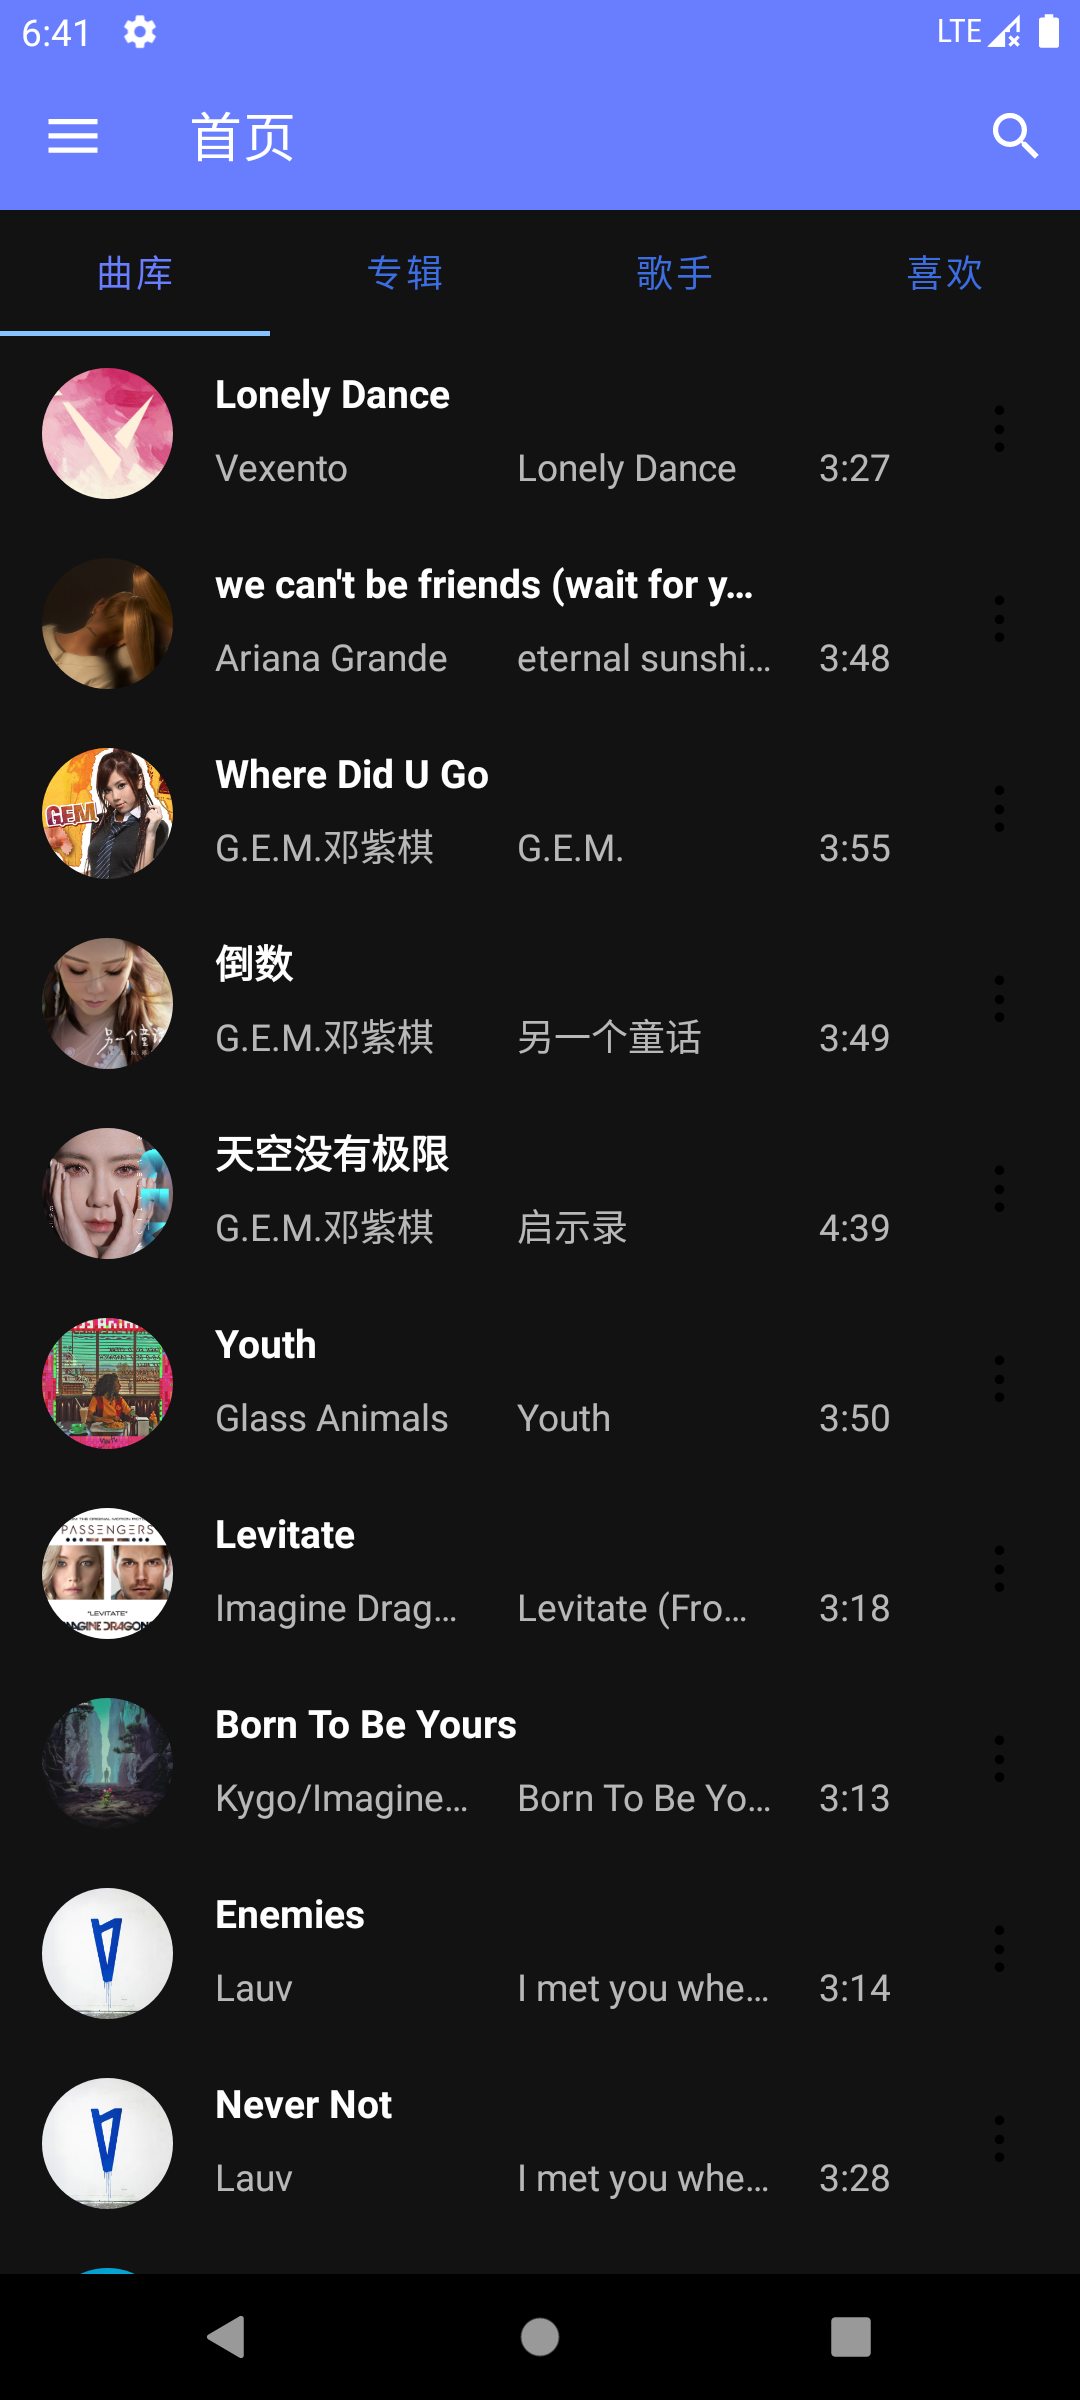 6:41
LTE
首页
曲库
专辑
歌手
喜欢
Lonely Dance
Vexento
Lonely Dance
3:27
we can't be friends (wait for y…
Ariana Grande
eternal sunshi…
3:48
GEM
Where Did U Go
G.E.M.邓紫棋
G.E.M.
3:55
倒数
G.E.M.邓紫棋
另一个童话
3:49
天空没有极限
G.E.M.邓紫棋
启示录
4:39
Youth
Glass Animals
Youth
3:50
PASSENGERS
"LEVITATE"
Levitate
Imagine Drag…
Levitate (Fro…
3:18
Born To Be Yours
Kygo/Imagine…
Born To Be Yo…
3:13
Enemies
Lauv
I met you whe…
3:14
Never Not
Lauv
I met you whe…
3:28